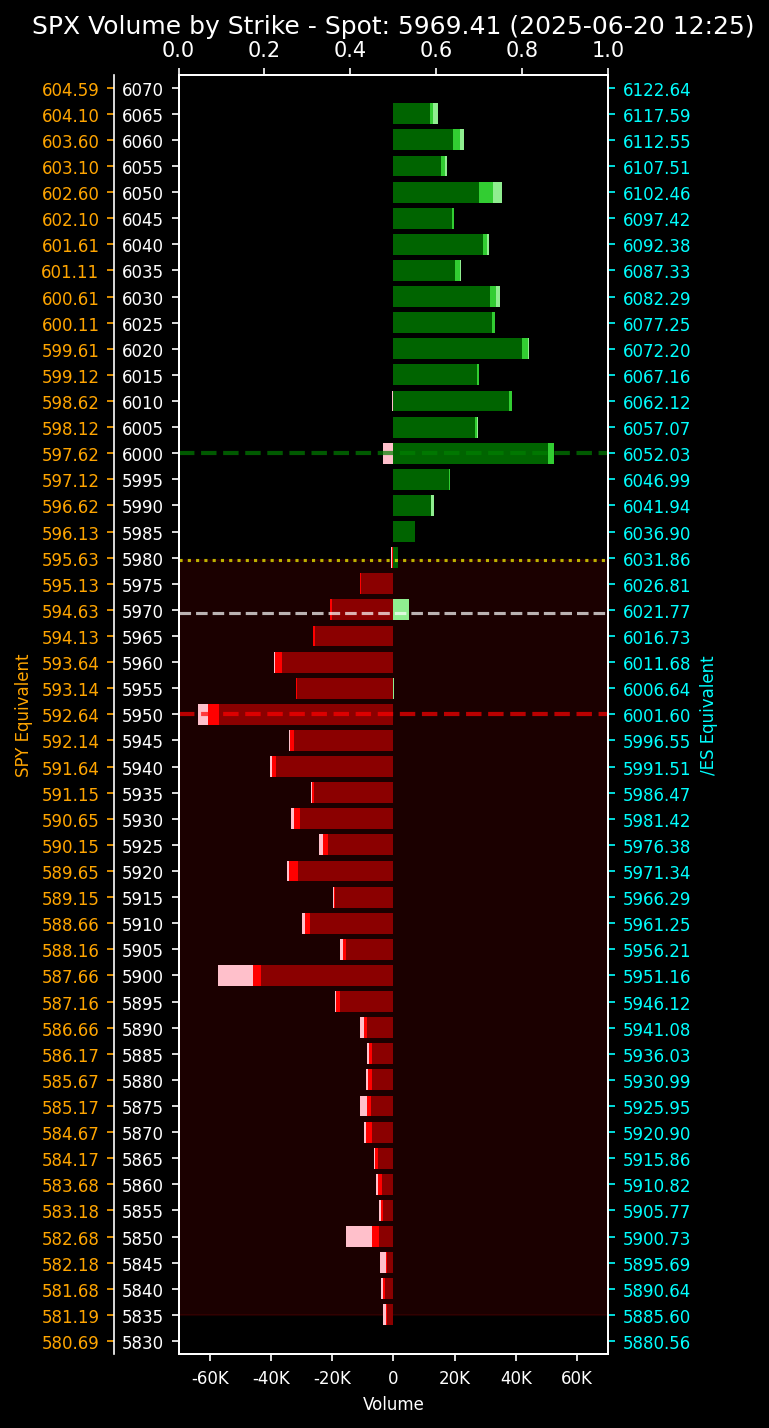 SPX Volume by Strike - Spot: 5969.41 (2025-06-20 12:25)
0.0 0.2 0.4 0.6 0.8 1.0
604.59 6070 6122.64
604.10 6065 6117.59
603.60 6060 6112.55
603.10 6055 6107.51
602.60 6050 6102.46
602.10 6045 6097.42
601.61 6040 6092.38
601.11 6035 6087.33
600.61 6030 6082.29
600.11 6025 6077.25
599.61 6020 6072.20
599.12 6015 6067.16
598.62 6010 6062.12
598.12 6005 6057.07
597.62 6000 6052.03
597.12 5995 6046.99
596.62 5990 6041.94
596.13 5985 6036.90
595.63 5980 6031.86
595.13 5975 6026.81
594.63 5970 6021.77
594.13 5965 6016.73
593.64 5960 6011.68
593.14 5955 6006.64
592.64 5950 6001.60
592.14 5945 5996.55
591.64 5940 5991.51
591.15 5935 5986.47
590.65 5930 5981.42
590.15 5925 5976.38
589.65 5920 5971.34
589.15 5915 5966.29
588.66 5910 5961.25
588.16 5905 5956.21
587.66 5900 5951.16
587.16 5895 5946.12
586.66 5890 5941.08
586.17 5885 5936.03
585.67 5880 5930.99
585.17 5875 5925.95
584.67 5870 5920.90
584.17 5865 5915.86
583.68 5860 5910.82
583.18 5855 5905.77
582.68 5850 5900.73
582.18 5845 5895.69
581.68 5840 5890.64
581.19 5835 5885.60
580.69 5830 5880.56
SPY Equivalent
/ES Equivalent
-60K -40K -20K 0 20K 40K 60K
Volume